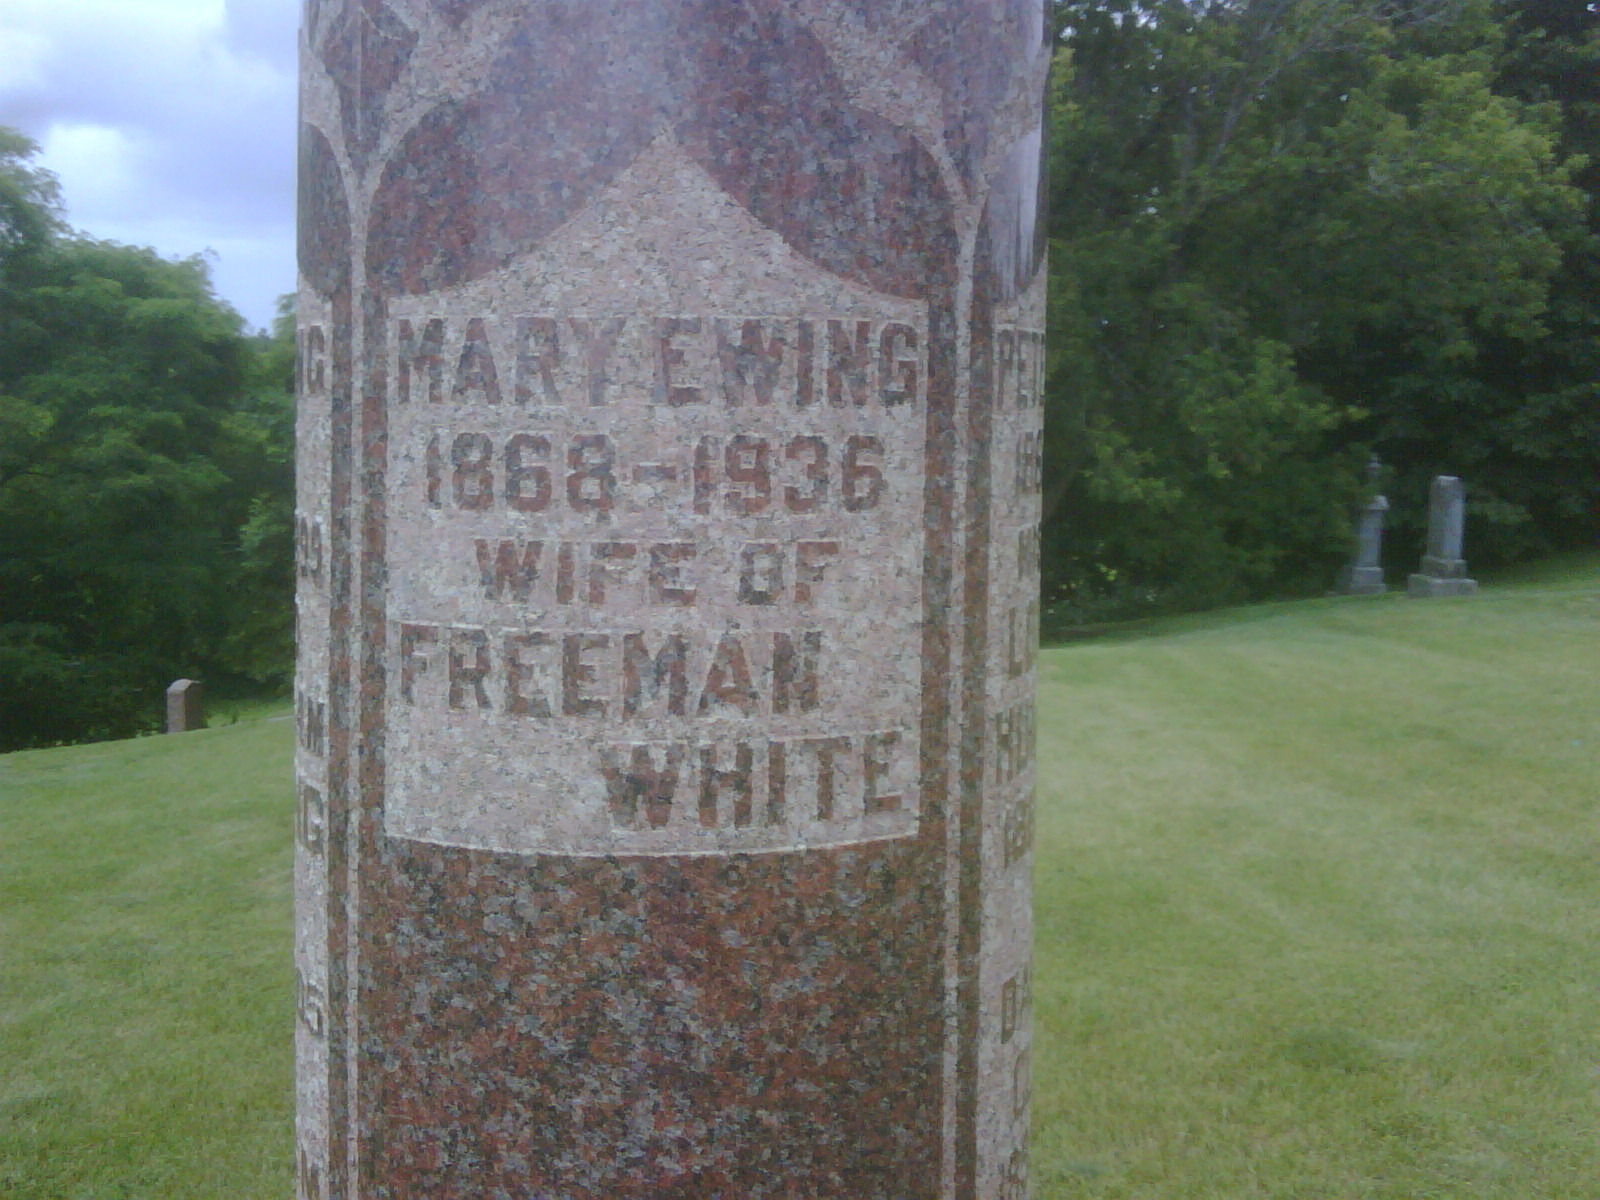 MARY EWING
1868-1936
WIFE OF
FREEMAN
WHITE